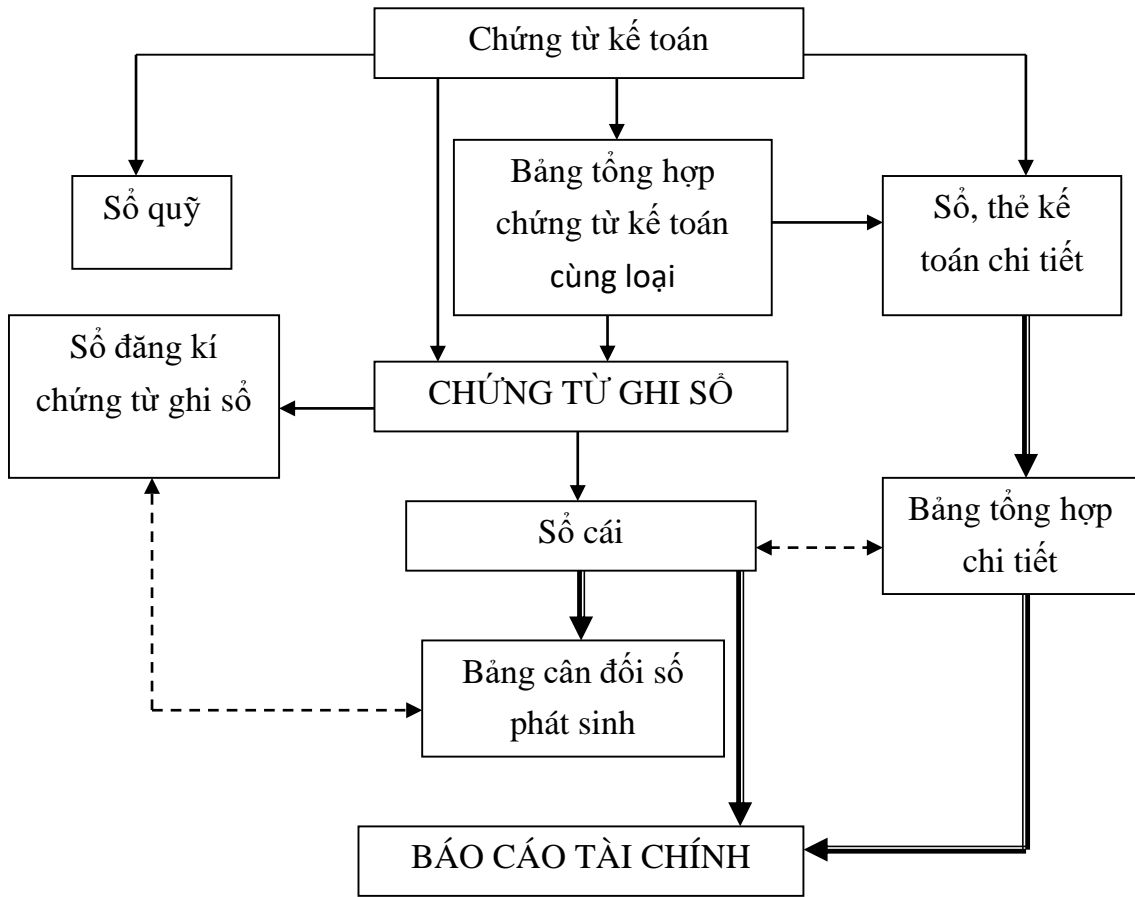 Chứng từ kế toán
Bảng tổng hợp
chứng từ kế toán
cùng loại
Sổ quỹ
Sổ, thẻ kế
toán chi tiết
Sổ đăng kí
chứng từ ghi sổ
CHỨNG TỪ GHI SỔ
Sổ cái
Bảng tổng hợp
chi tiết
Bảng cân đối số
phát sinh
BÁO CÁO TÀI CHÍNH